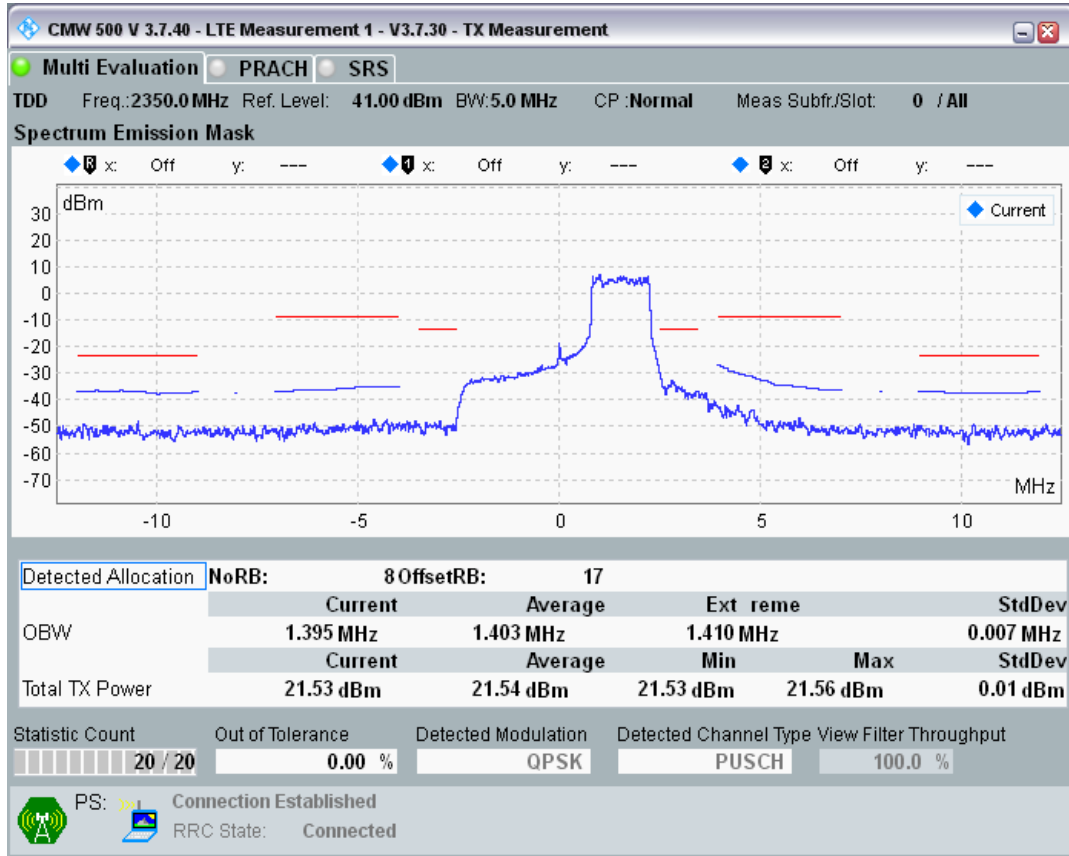 CMW 500 V 3.7.40 - LTE Measurement 1 - V3.7.30 - TX Measurement
Multi Evaluation PRACH SRS
TDD Freq.:2350.0 MHz Ref. Level: 41.00 dBm BW:5.0 MHz CP :Normal Meas Subfr./Slot: 0 / All
Spectrum Emission Mask
R x: Off y: --- 1 x: Off y: --- 2 x: Off y: ---
dBm
Current
30
20
10
0
-10
-20
-30
-40
-50
-60
-70
MHz
-10 -5 0 5 10
Detected Allocation NoRB: 8 OffsetRB: 17
Current Average Ext reme StdDev
OBW 1.395 MHz 1.403 MHz 1.410 MHz 0.007 MHz
Current Average Min Max StdDev
Total TX Power 21.53 dBm 21.54 dBm 21.53 dBm 21.56 dBm 0.01 dBm
Statistic Count Out of Tolerance Detected Modulation Detected Channel Type View Filter Throughput
20 / 20 0.00 % QPSK PUSCH 100.0 %
PS: Connection Established
RRC State: Connected